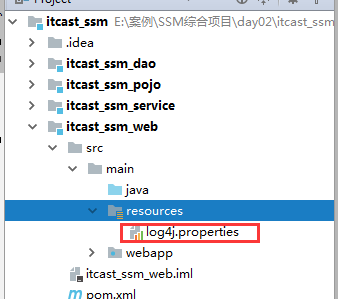 Project
itcast_ssm E:\案例\SSM综合项目\day02\itcast_ssm
.idea
itcast_ssm_dao
itcast_ssm_pojo
itcast_ssm_service
itcast_ssm_web
src
main
java
resources
log4j.properties
webapp
itcast_ssm_web.iml
pom.xml